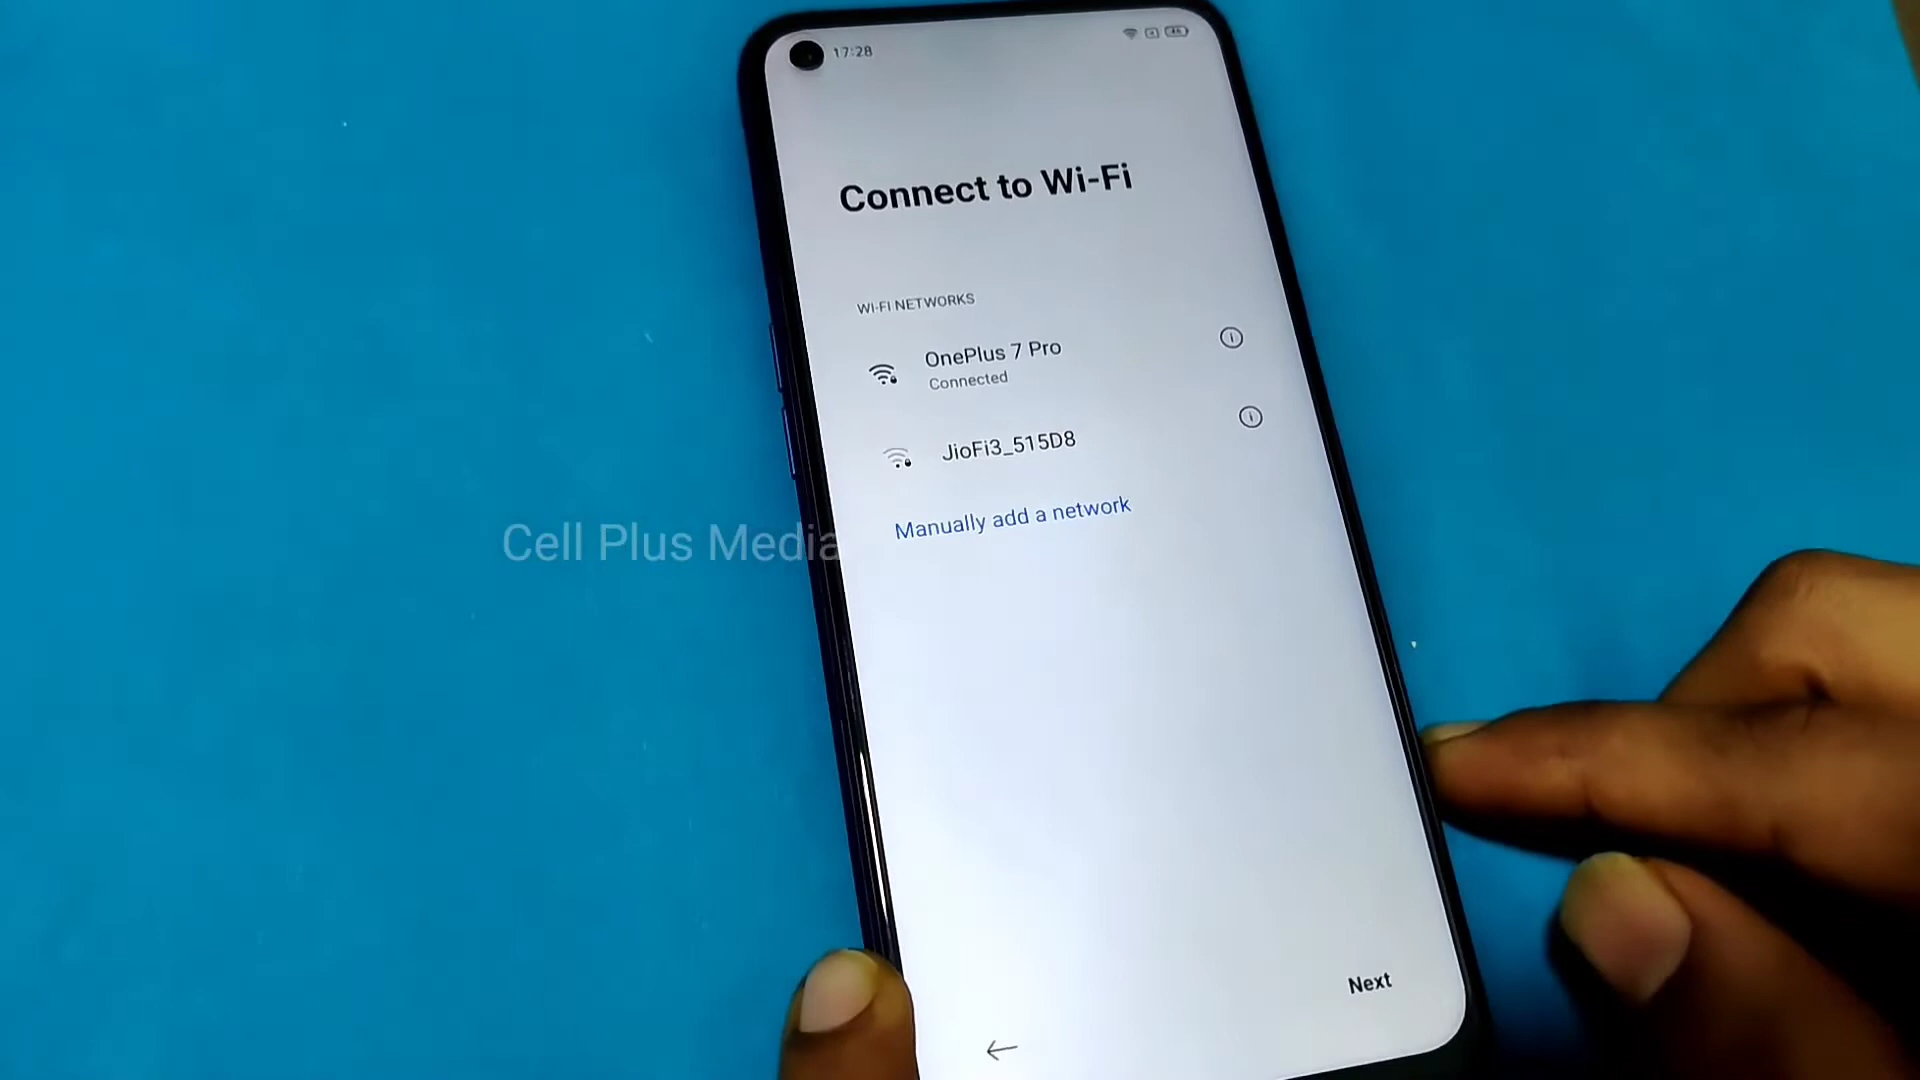 17:28
Connect to Wi-Fi
WI-FI NETWORKS
OnePlus 7 Pro
Connected
JioFi3_515D8
Manually add a network
Cell Plus Media
Next